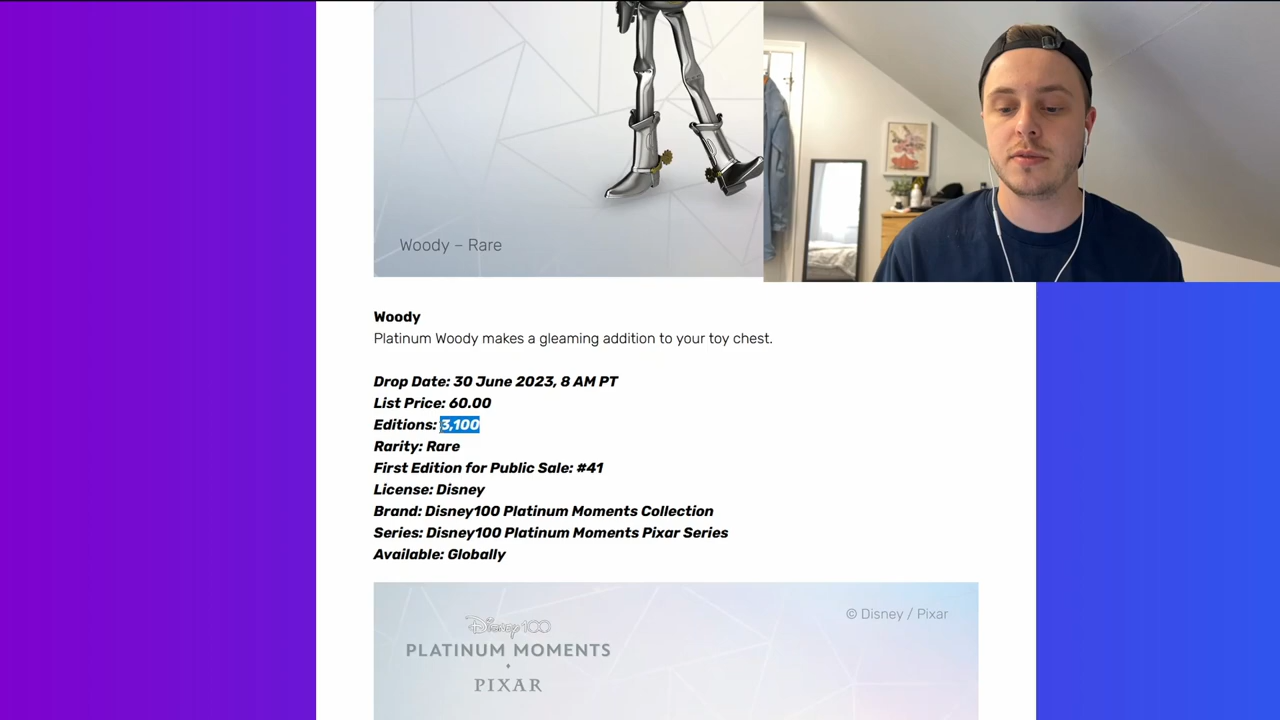 Woody – Rare
Woody
Platinum Woody makes a gleaming addition to your toy chest.
Drop Date: 30 June 2023, 8 AM PT
List Price: 60.00
Editions: 3,100
Rarity: Rare
First Edition for Public Sale: #41
License: Disney
Brand: Disney100 Platinum Moments Collection
Series: Disney100 Platinum Moments Pixar Series
Available: Globally
© Disney / Pixar
Disney 100
PLATINUM MOMENTS
•
PIXAR